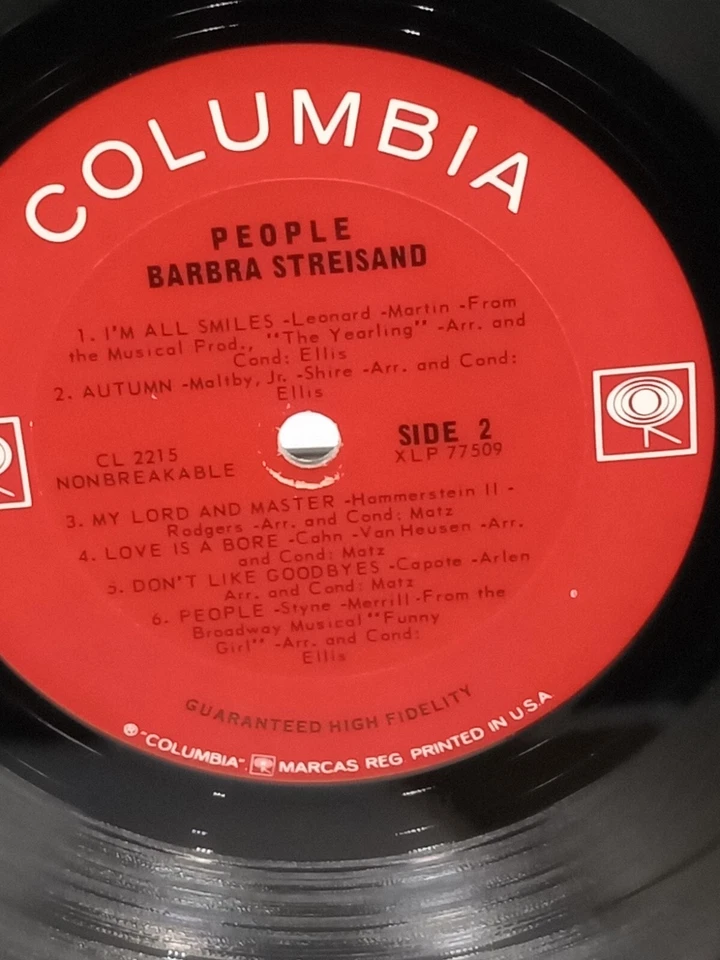 COLUMBIA
PEOPLE
BARBRA STREISAND
1. I'M ALL SMILES -Leonard -Martin -From
the Musical Prod., "The Yearling" -Arr. and
Cond: Ellis
2. AUTUMN -Maltby, Jr. -Shire -Arr. and Cond:
Ellis
CL 2215
NONBREAKABLE
SIDE 2
XLP 77509
3. MY LORD AND MASTER -Hammerstein II -
Rodgers -Arr. and Cond: Matz
4. LOVE IS A BORE -Cahn -Van Heusen -Arr.
and Cond: Matz
5. DON'T LIKE GOODBYES -Capote -Arlen
Arr. and Cond: Matz
6. PEOPLE -Styne -Merrill -From the
Broadway Musical "Funny
Girl" -Arr. and Cond:
Ellis
GUARANTEED HIGH FIDELITY
® "COLUMBIA", MARCAS REG PRINTED IN U.S.A